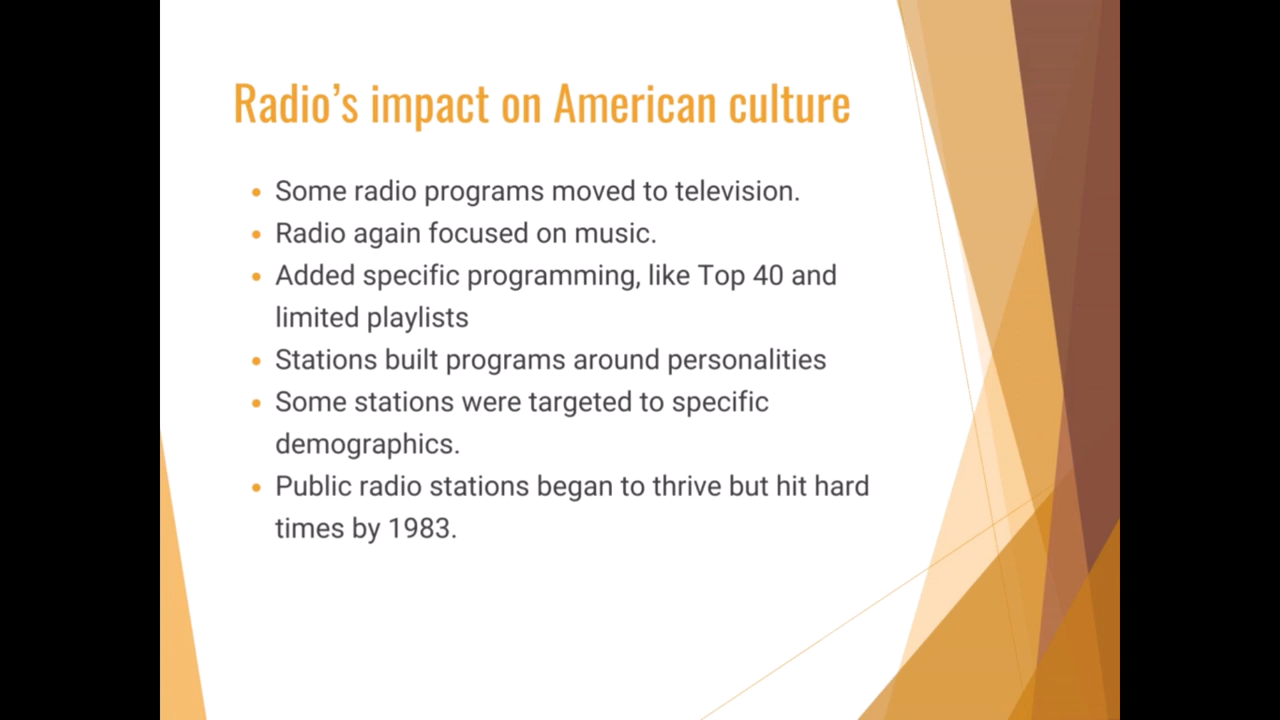 Radio's impact on American culture
• Some radio programs moved to television.
• Radio again focused on music.
• Added specific programming, like Top 40 and
limited playlists
• Stations built programs around personalities
• Some stations were targeted to specific
demographics.
• Public radio stations began to thrive but hit hard
times by 1983.